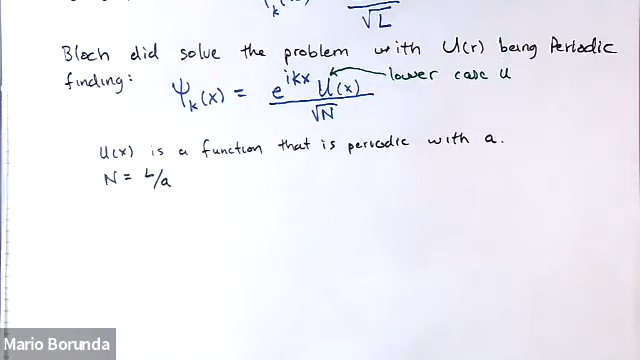 ψk(x)
√L
Bloch did solve the problem with U(r) being Periodic
finding: ψk(x) = e^ikx u(x) / √N ← lower case u
u(x) is a function that is periodic with a.
N = L/a
Mario Borunda